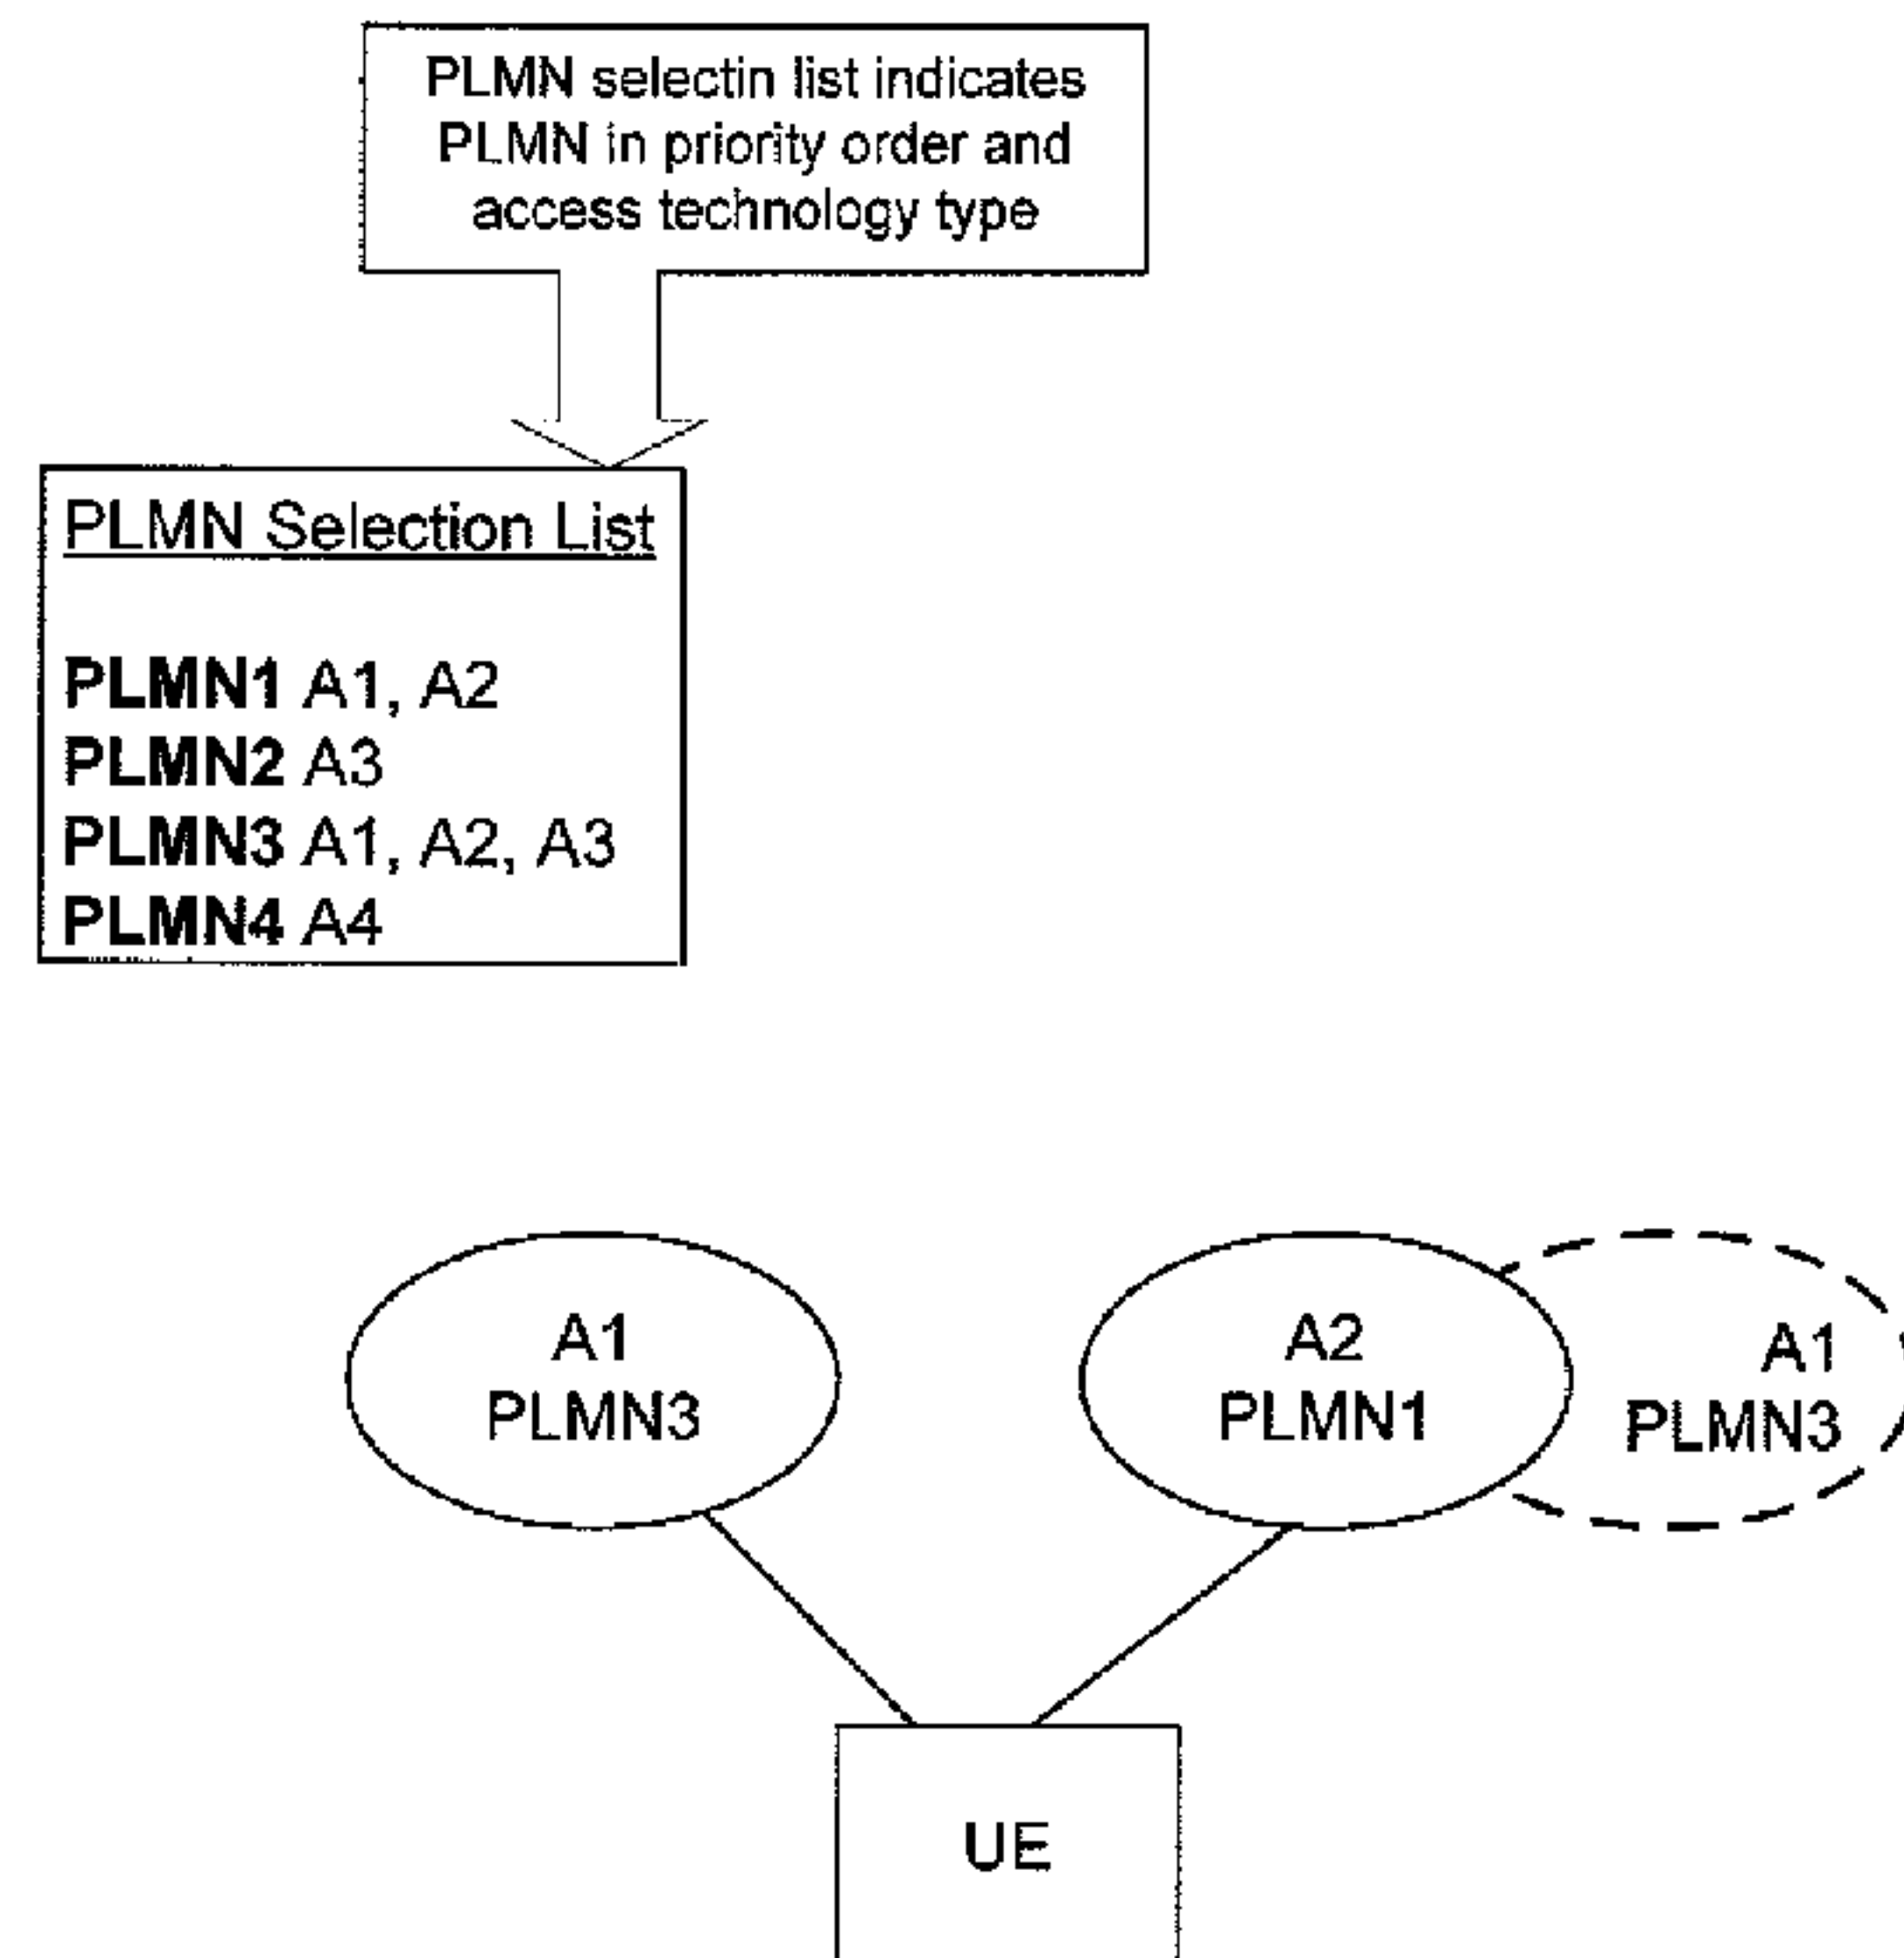 PLMN selectin list indicates
PLMN in priority order and
access technology type
PLMN Selection List
PLMN1 A1, A2
PLMN2 A3
PLMN3 A1, A2, A3
PLMN4 A4
A1
PLMN3
A2
PLMN1
A1
PLMN3
UE